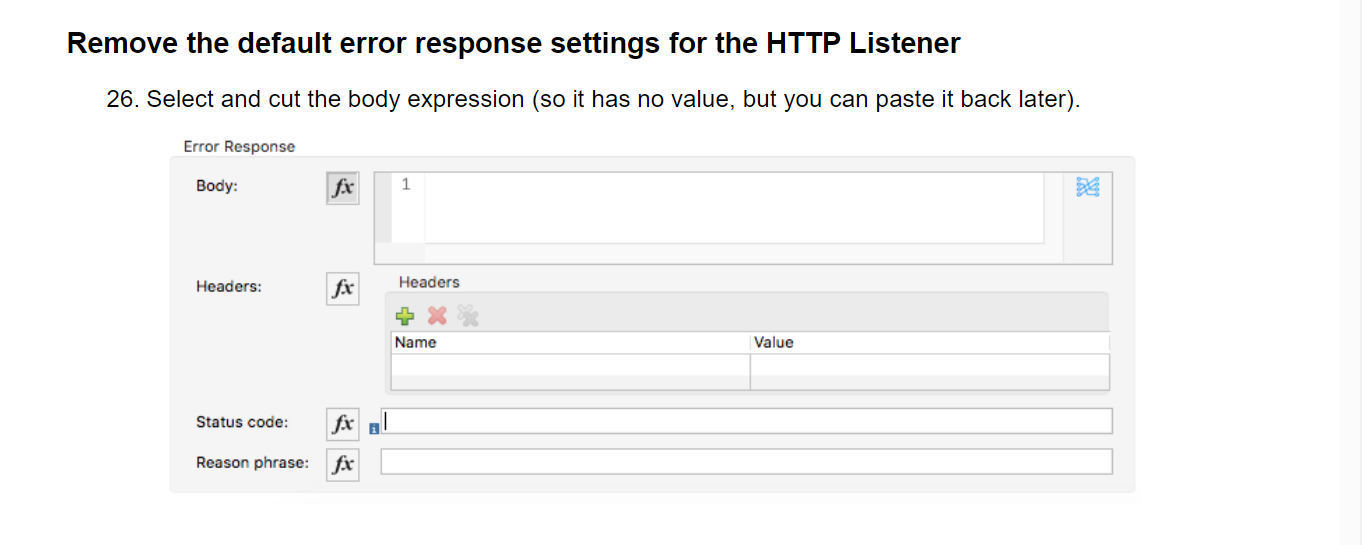 Remove the default error response settings for the HTTP Listener
26. Select and cut the body expression (so it has no value, but you can paste it back later).
Error Response
Body: fx 1
Headers: fx Headers
Name Value
Status code: fx
Reason phrase: fx